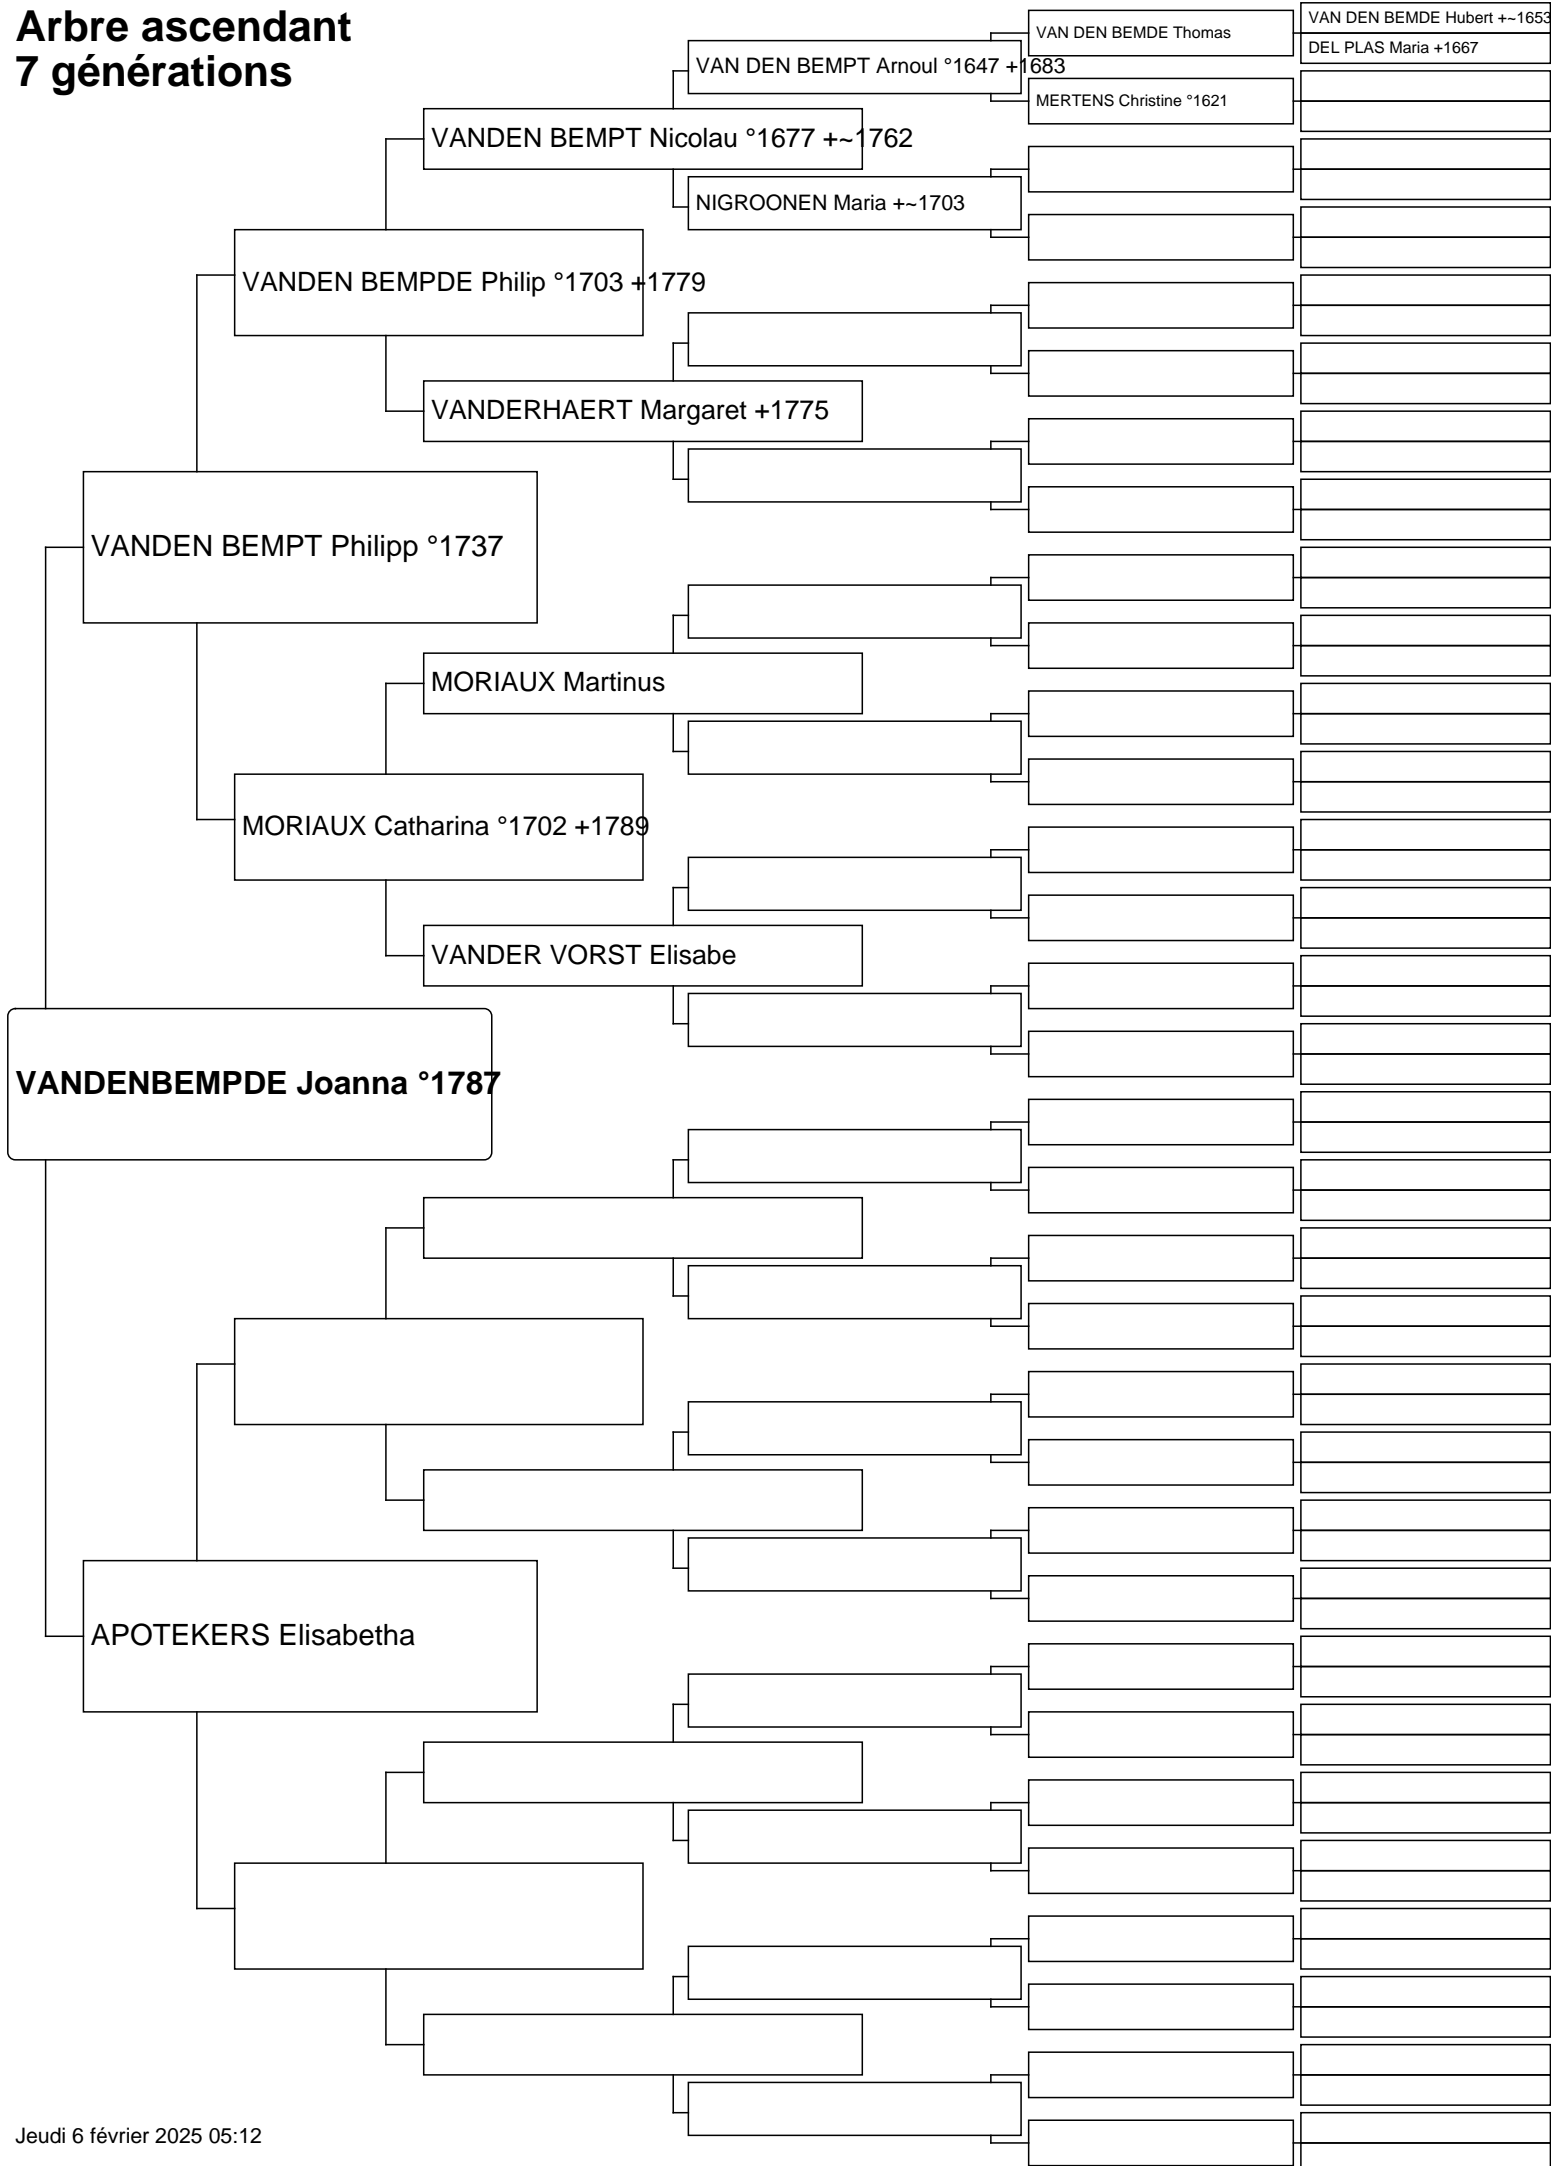 Arbre ascendant
7 générations
VAN DEN BEMDE Hubert +~1653
VAN DEN BEMDE Thomas
DEL PLAS Maria +1667
VAN DEN BEMPT Arnoul °1647 +1683
MERTENS Christine °1621
VANDEN BEMPT Nicolau °1677 +~1762
NIGROONEN Maria +~1703
VANDEN BEMPDE Philip °1703 +1779
VANDERHAERT Margaret +1775
VANDEN BEMPT Philipp °1737
MORIAUX Martinus
MORIAUX Catharina °1702 +1789
VANDER VORST Elisabe
VANDENBEMPDE Joanna °1787
APOTEKERS Elisabetha
Jeudi 6 février 2025 05:12